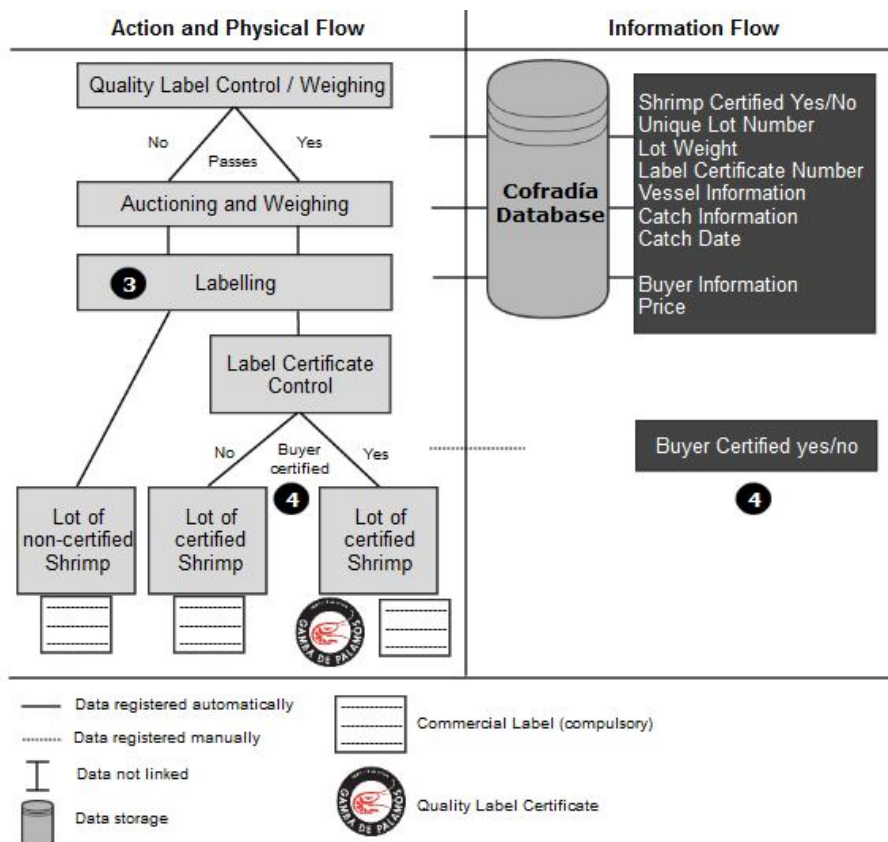 Action and Physical Flow
Information Flow
Quality Label Control / Weighing
No
Passes
Yes
Auctioning and Weighing
3
Labelling
Label Certificate
Control
No
Buyer
certified
Yes
4
Lot of
non-certified
Shrimp
Lot of
certified
Shrimp
Lot of
certified
Shrimp
GAMBA DE PALAMÓS
Cofradía
Database
Shrimp Certified Yes/No
Unique Lot Number
Lot Weight
Label Certificate Number
Vessel Information
Catch Information
Catch Date
Buyer Information
Price
Buyer Certified yes/no
4
Data registered automatically
Data registered manually
Data not linked
Data storage
Commercial Label (compulsory)
GAMBA DE PALAMÓS
Quality Label Certificate